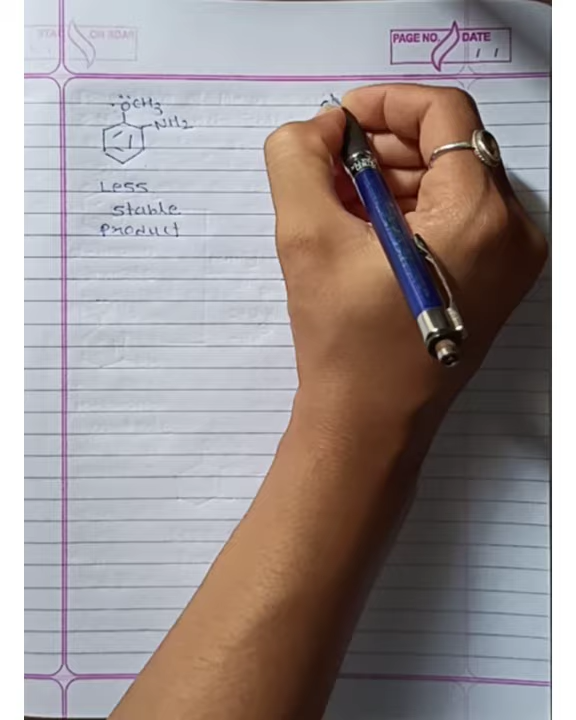 PAGE NO. DATE
/ /
:ÖCH3
NH2
Less
stable
product